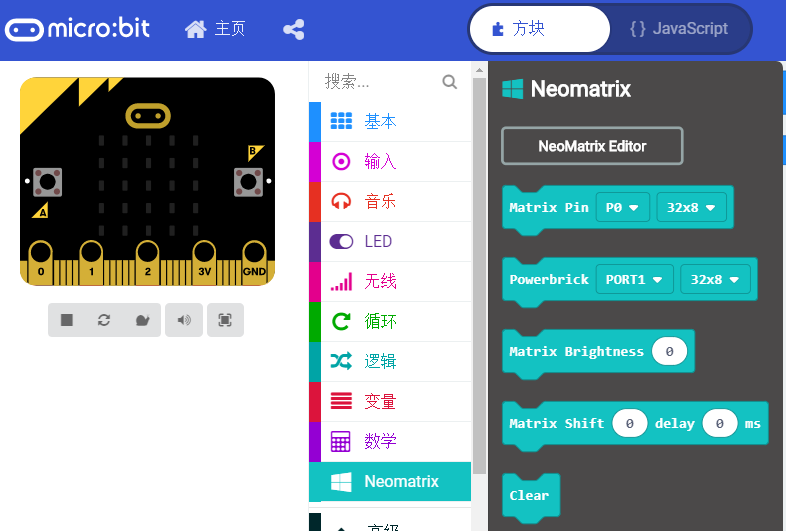 micro:bit 主页 方块 {} JavaScript
搜索...
基本
输入
音乐
LED
无线
循环
逻辑
变量
数学
Neomatrix
高级
B
A
0 1 2 3V GND
Neomatrix
NeoMatrix Editor
Matrix Pin P0 32x8
Powerbrick PORT1 32x8
Matrix Brightness 0
Matrix Shift 0 delay 0 ms
Clear